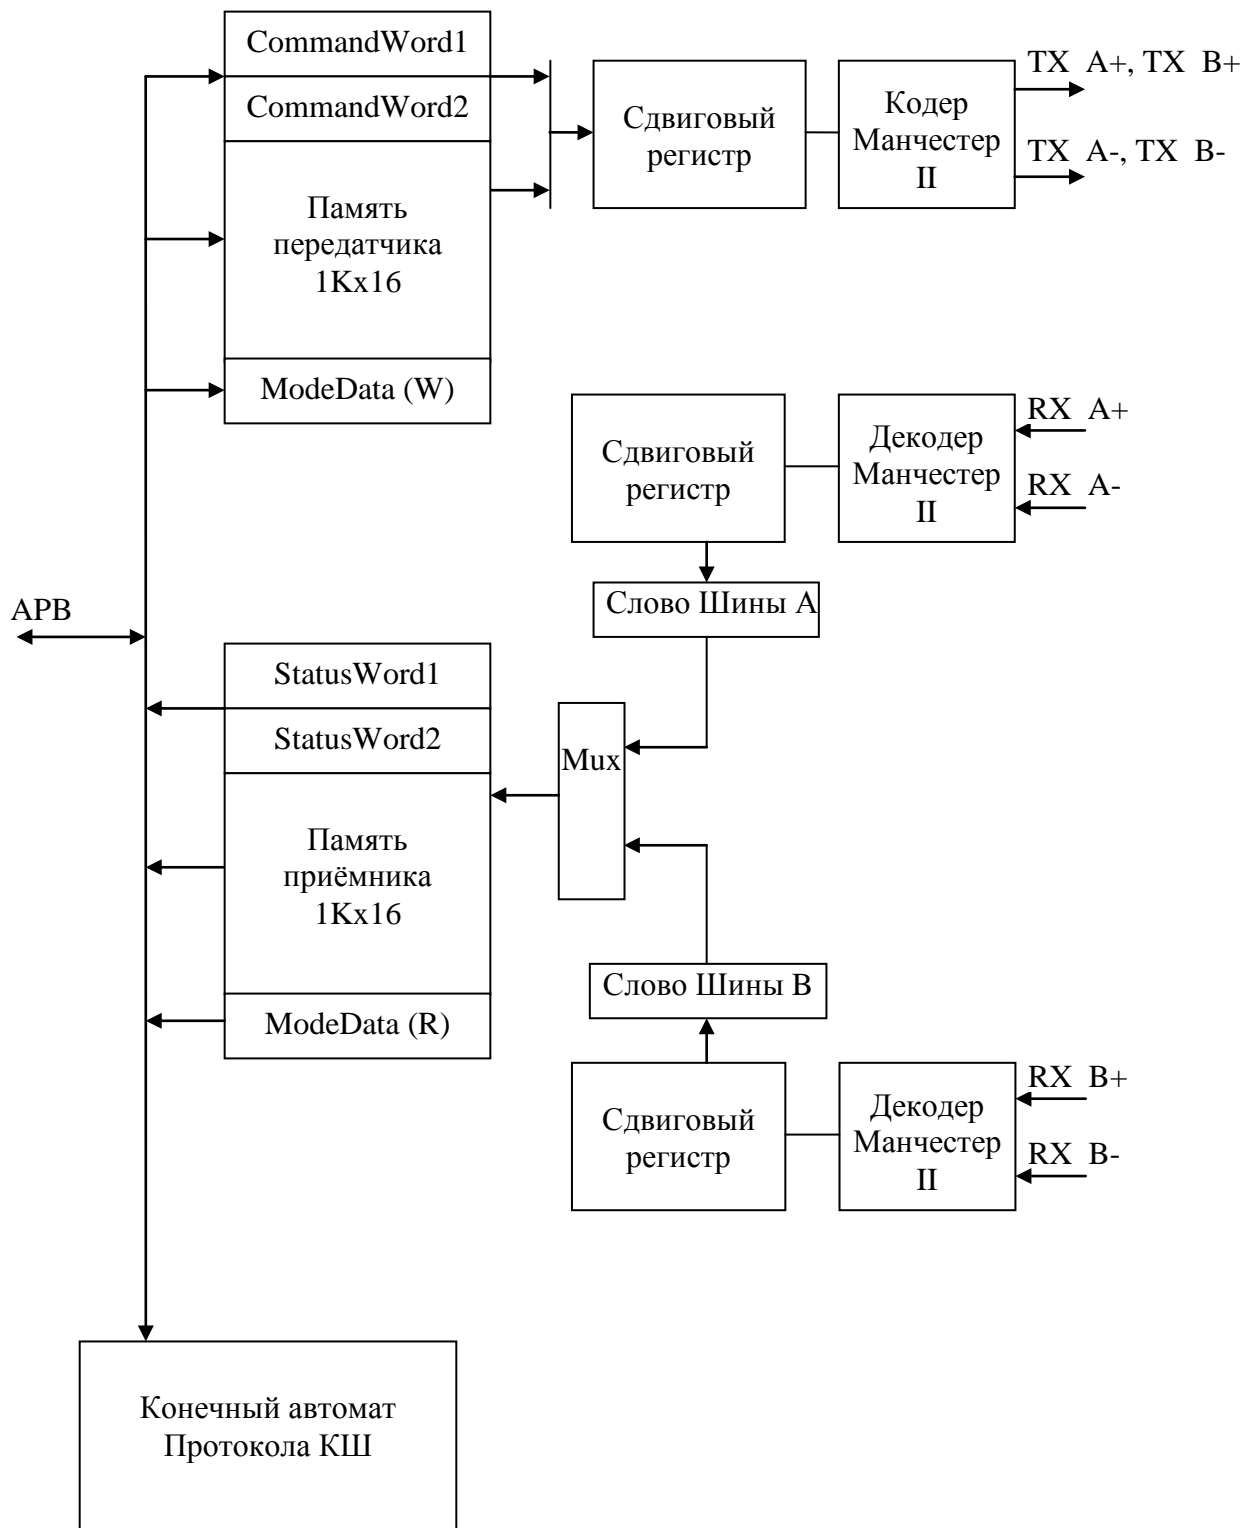 CommandWord1
CommandWord2
Память
передатчика
1Kx16
ModeData (W)
Сдвиговый
регистр
Кодер
Манчестер
II
TX A+, TX B+
TX A-, TX B-
Сдвиговый
регистр
Декодер
Манчестер
II
RX A+
RX A-
Слово Шины A
APB
StatusWord1
StatusWord2
Память
приёмника
1Kx16
ModeData (R)
Mux
Слово Шины B
Сдвиговый
регистр
Декодер
Манчестер
II
RX B+
RX B-
Конечный автомат
Протокола КШ